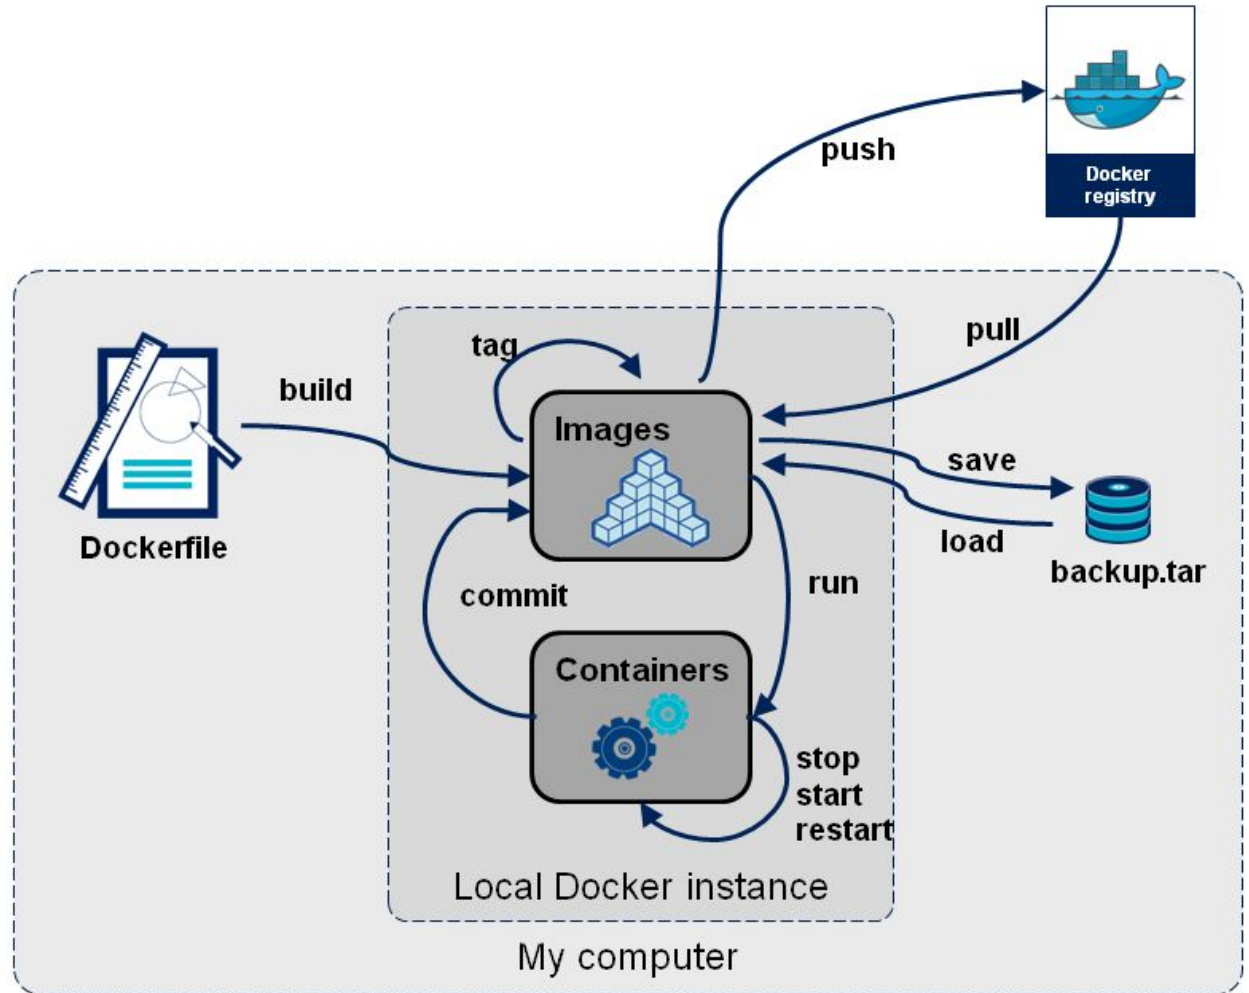 push
Docker
registry
pull
tag
build
Images
save
Dockerfile
load
backup.tar
commit
run
Containers
stop
start
restart
Local Docker instance
My computer